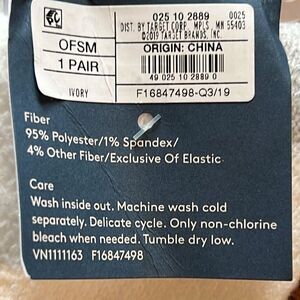 025 10 2889 0025
DIST. BY TARGET CORP. MPLS, MN 55403
©2019 TARGET BRANDS, INC.
OFSM
ORIGIN: CHINA
1 PAIR
49 025 10 2889 0
IVORY
F16847498-Q3/19
Fiber
95% Polyester/1% Spandex/
4% Other Fiber/Exclusive Of Elastic
Care
Wash inside out. Machine wash cold
separately. Delicate cycle. Only non-chlorine
bleach when needed. Tumble dry low.
VN1111163 F16847498